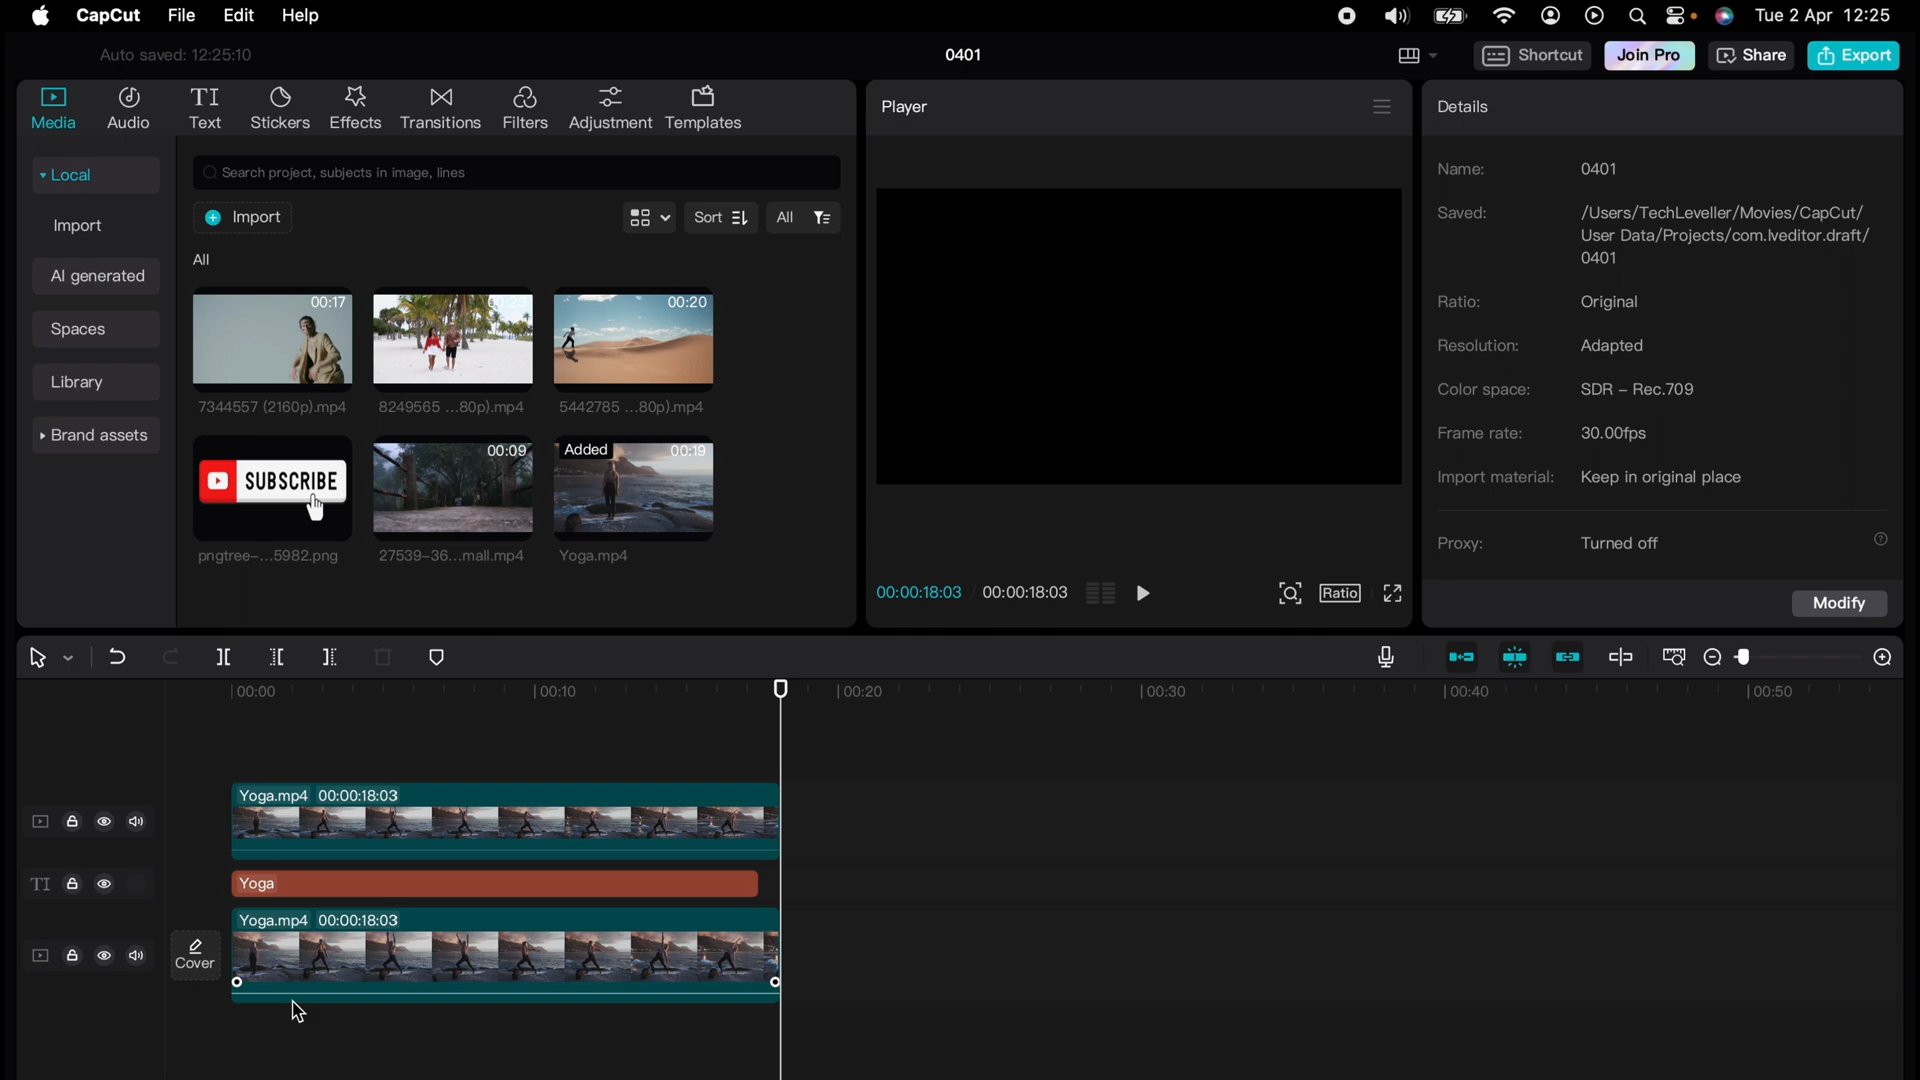 CapCut File Edit Help Tue 2 Apr 12:25
Auto saved: 12:25:10 0401 Shortcut Join Pro Share Export
Media Audio Text Stickers Effects Transitions Filters Adjustment Templates
Player
Details
Local
Import
AI generated
Spaces
Library
Brand assets
Search project, subjects in image, lines
Import Sort All
All
00:17 00:20
7344557 (2160p).mp4 8249565 ...80p).mp4 5442785 ...80p).mp4
SUBSCRIBE 00:09 Added 00:19
pngtree-...5982.png 27539-36...mall.mp4 Yoga.mp4
00:00:18:03 / 00:00:18:03 Ratio
Name: 0401
Saved: /Users/TechLeveller/Movies/CapCut/
User Data/Projects/com.lveditor.draft/
0401
Ratio: Original
Resolution: Adapted
Color space: SDR – Rec.709
Frame rate: 30.00fps
Import material: Keep in original place
Proxy: Turned off
Modify
00:00 00:10 00:20 00:30 00:40 00:50
Yoga.mp4 00:00:18:03
TI Yoga
Yoga.mp4 00:00:18:03
Cover